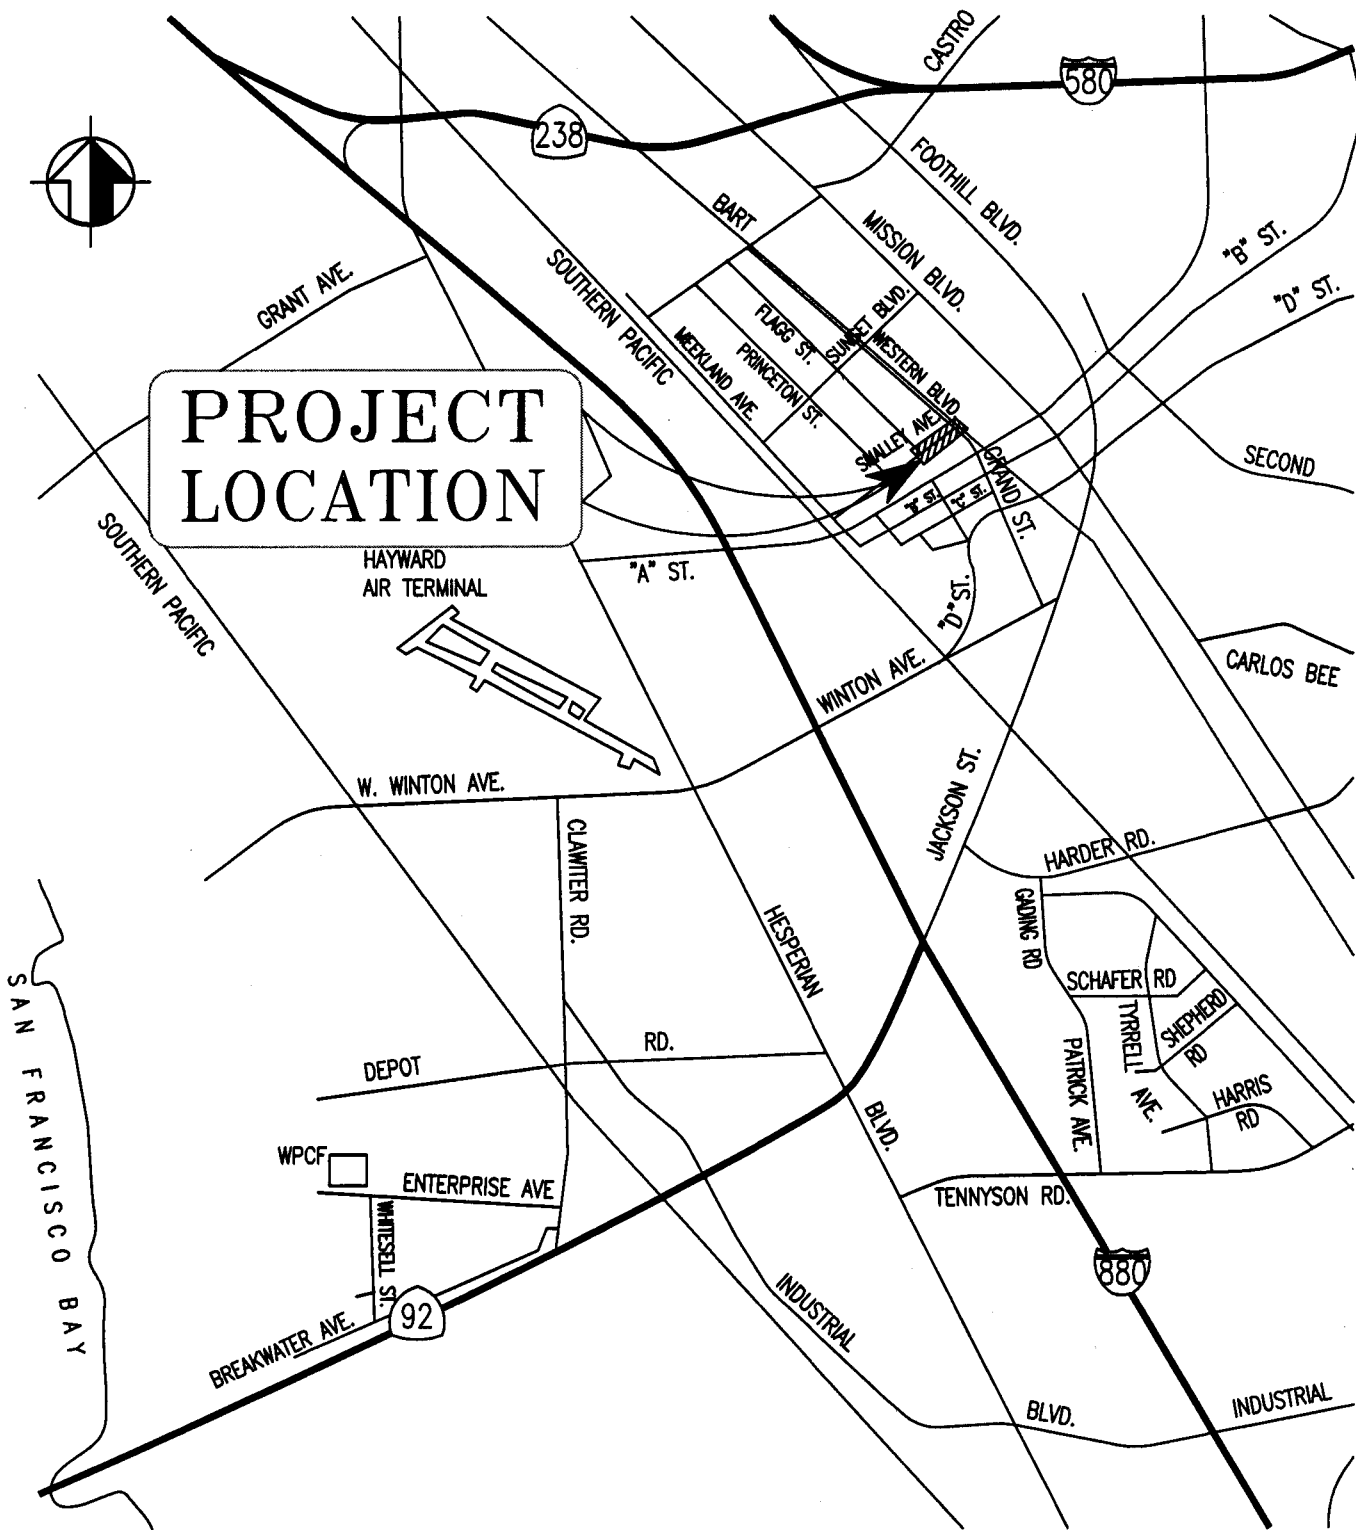 CASTRO
580
238
FOOTHILL BLVD.
BART
MISSION BLVD.
"B" ST.
"D" ST.
SOUTHERN PACIFIC
GRANT AVE.
FLAGG ST.
SUNSET BLVD.
WESTERN BLVD
MEEKLAND AVE.
PRINCETON ST.
PROJECT
LOCATION
SMALLEY AVE.
GRAND ST.
SECOND
"B" ST.
"C" ST.
SOUTHERN PACIFIC
HAYWARD
AIR TERMINAL
"A" ST.
"D" ST.
CARLOS BEE
WINTON AVE.
W. WINTON AVE.
JACKSON ST.
CLAWITER RD.
HARDER RD.
HESPERIAN
GADING RD
SCHAFER RD
SAN FRANCISCO BAY
TYRRELL
SHEPHERD
RD
DEPOT
RD.
PATRICK AVE.
AVE.
HARRIS
RD
BLVD.
WPCF
ENTERPRISE AVE
TENNYSON RD.
WHITESELL ST.
880
INDUSTRIAL
92
BREAKWATER AVE.
BLVD.
INDUSTRIAL